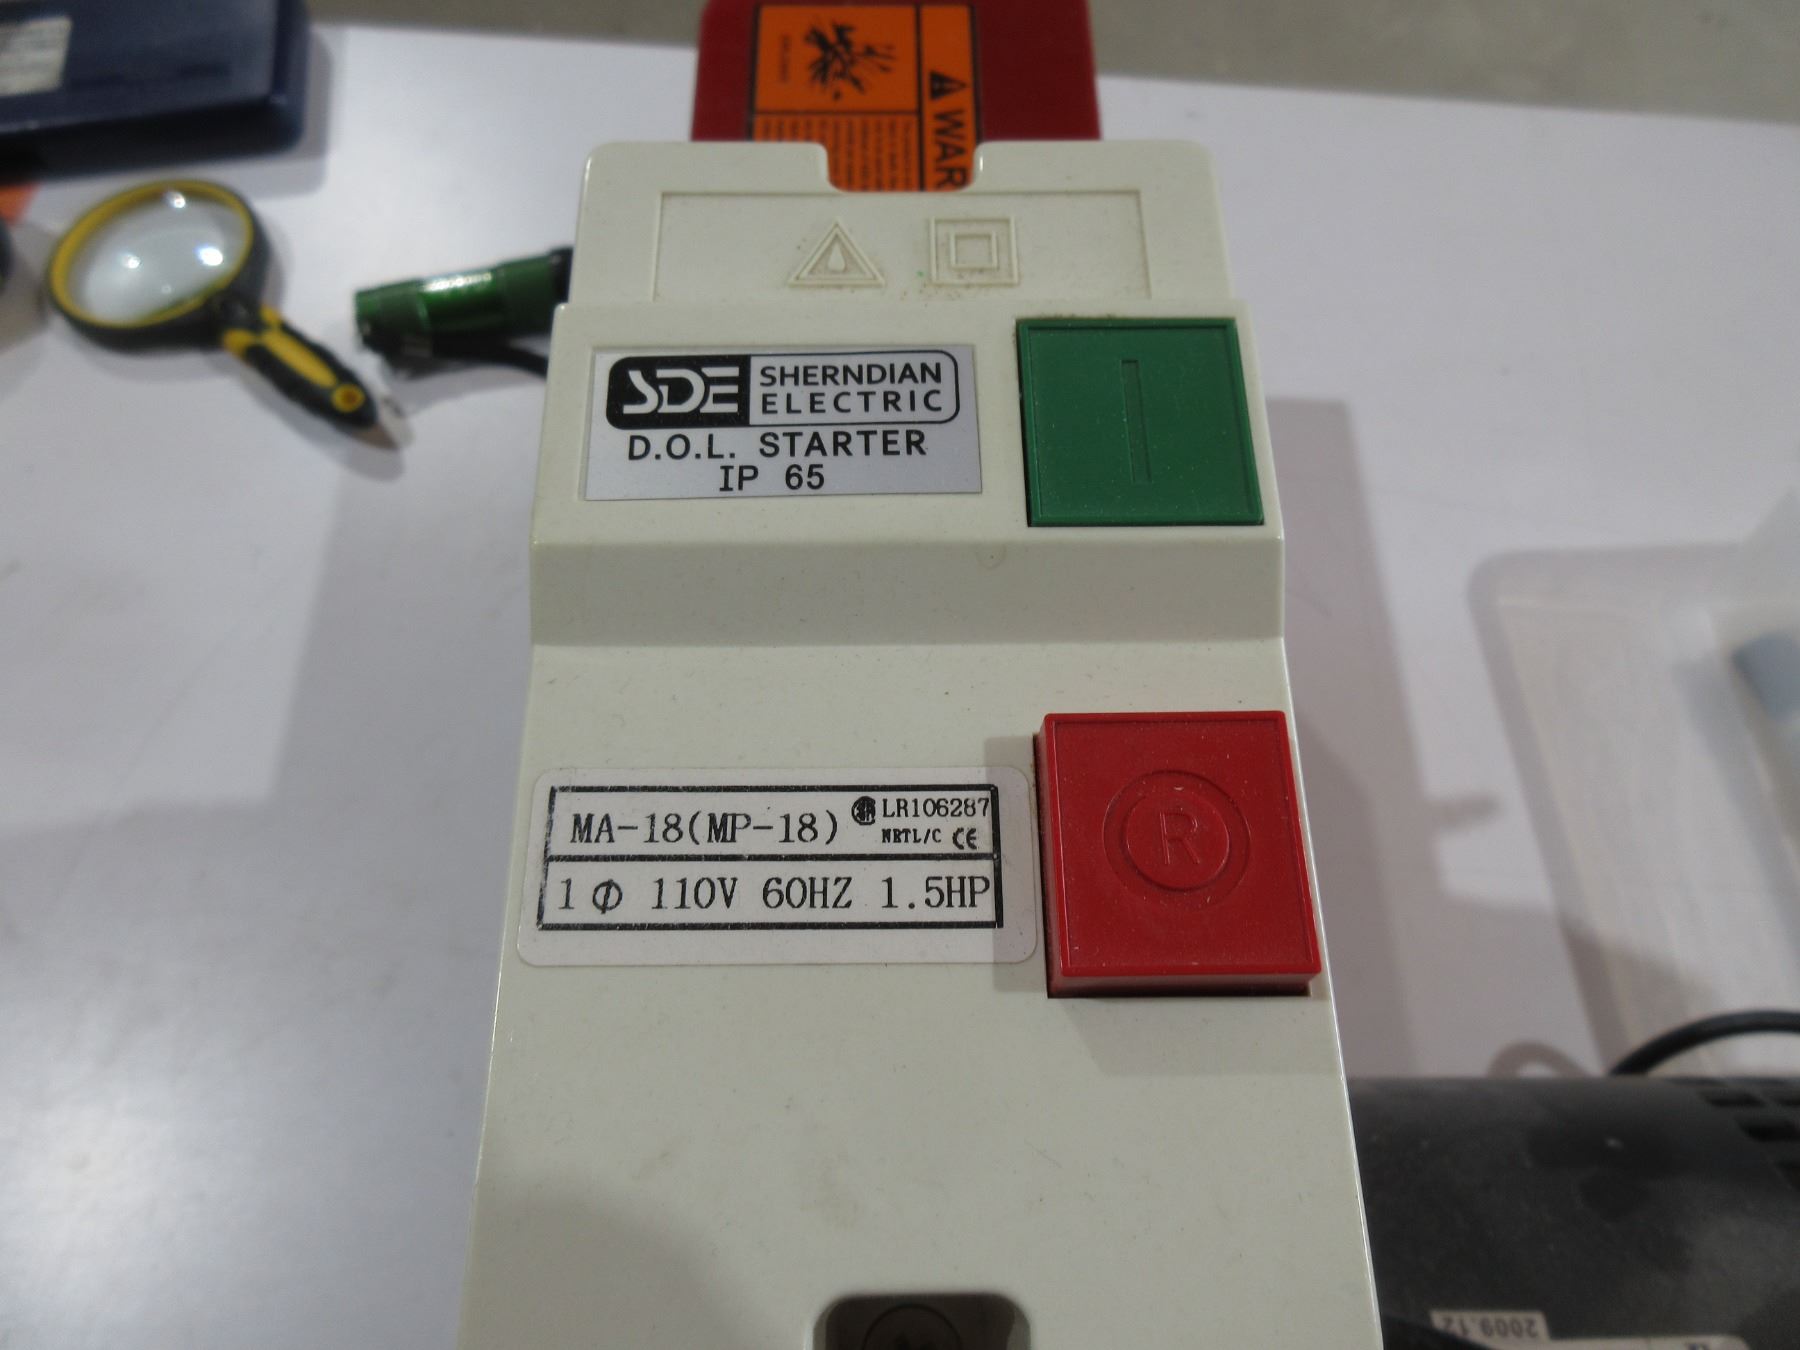 WAR
SDE SHERNDIAN
ELECTRIC
D.O.L. STARTER
IP 65
I
MA-18(MP-18) LR106287
NRTL/C CE
1 Φ 110V 60HZ 1.5HP
R
2009.12